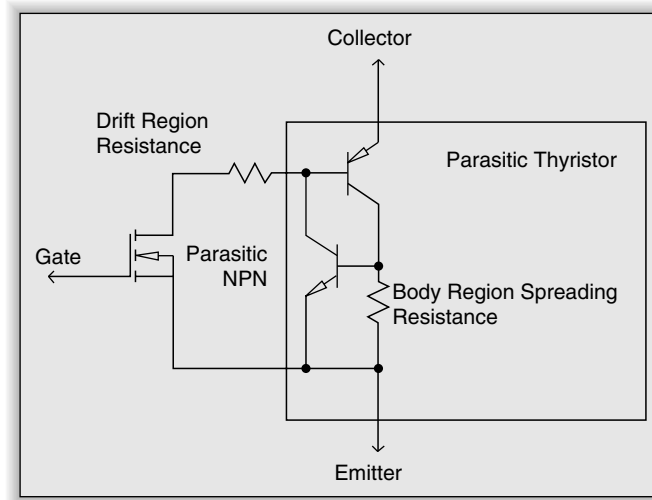 Collector
Drift Region
Resistance
Parasitic Thyristor
Gate
Parasitic
NPN
Body Region Spreading
Resistance
Emitter